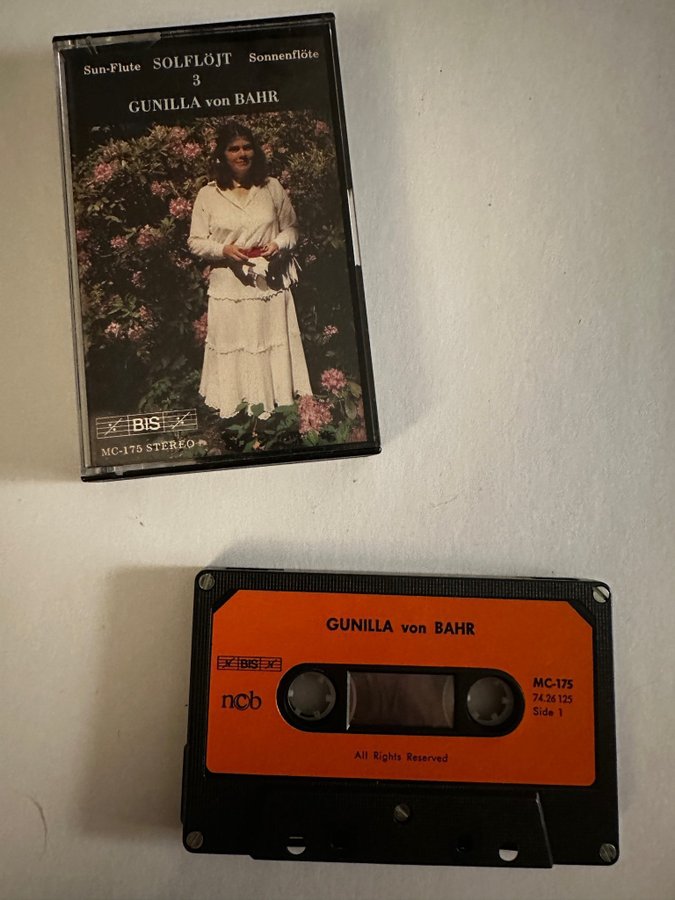 Sun-Flute SOLFLÖJT Sonnenflöte
3
GUNILLA von BAHR
BIS
MC-175 STEREO
GUNILLA von BAHR
BIS
ncb
MC-175
74.26 125
Side 1
All Rights Reserved